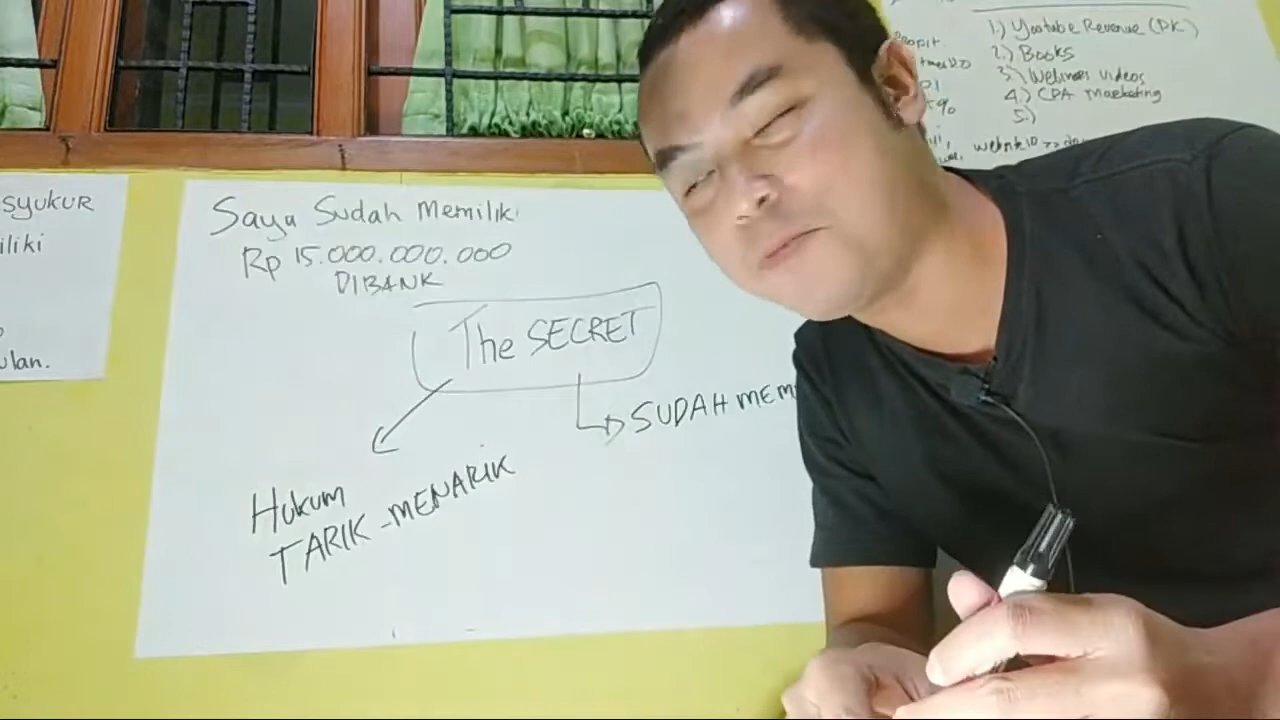 SYUKUR
iliki
ulan.
Saya Sudah Memiliki
Rp 15.000.000.000
DIBANK
The SECRET
SUDAH MEM
Hukum
TARIK-MENARIK
1.) Youtube Revenue (DK)
2.) Books
3.) Webinars videos
4.) CPA Marketing
5.)